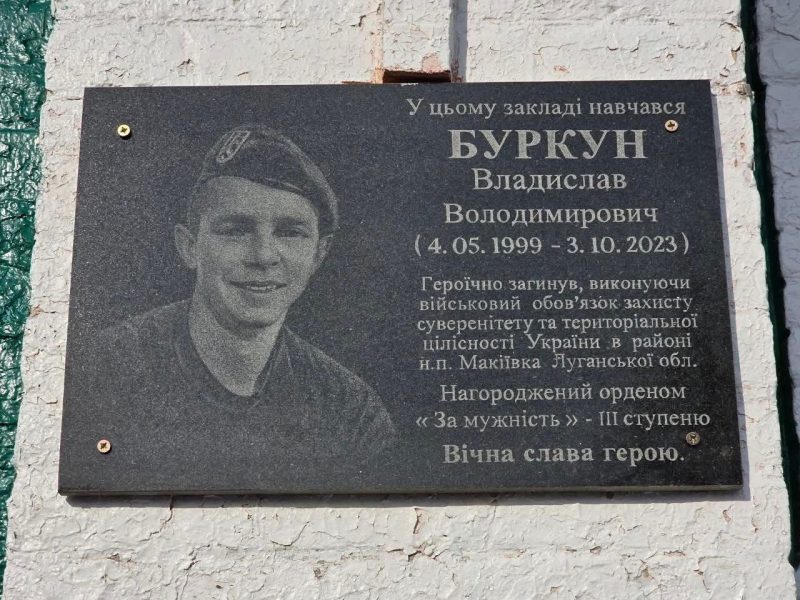 У цьому закладі навчався
БУРКУН
Владислав
Володимирович
( 4. 05. 1999 - 3. 10. 2023 )
Героїчно загинув, виконуючи
військовий обов'язок захисту
суверенітету та територіальної
цілісності України в районі
н.п. Макіївка Луганської обл.
Нагороджений орденом
« За мужність » - III ступеню
Вічна слава герою.